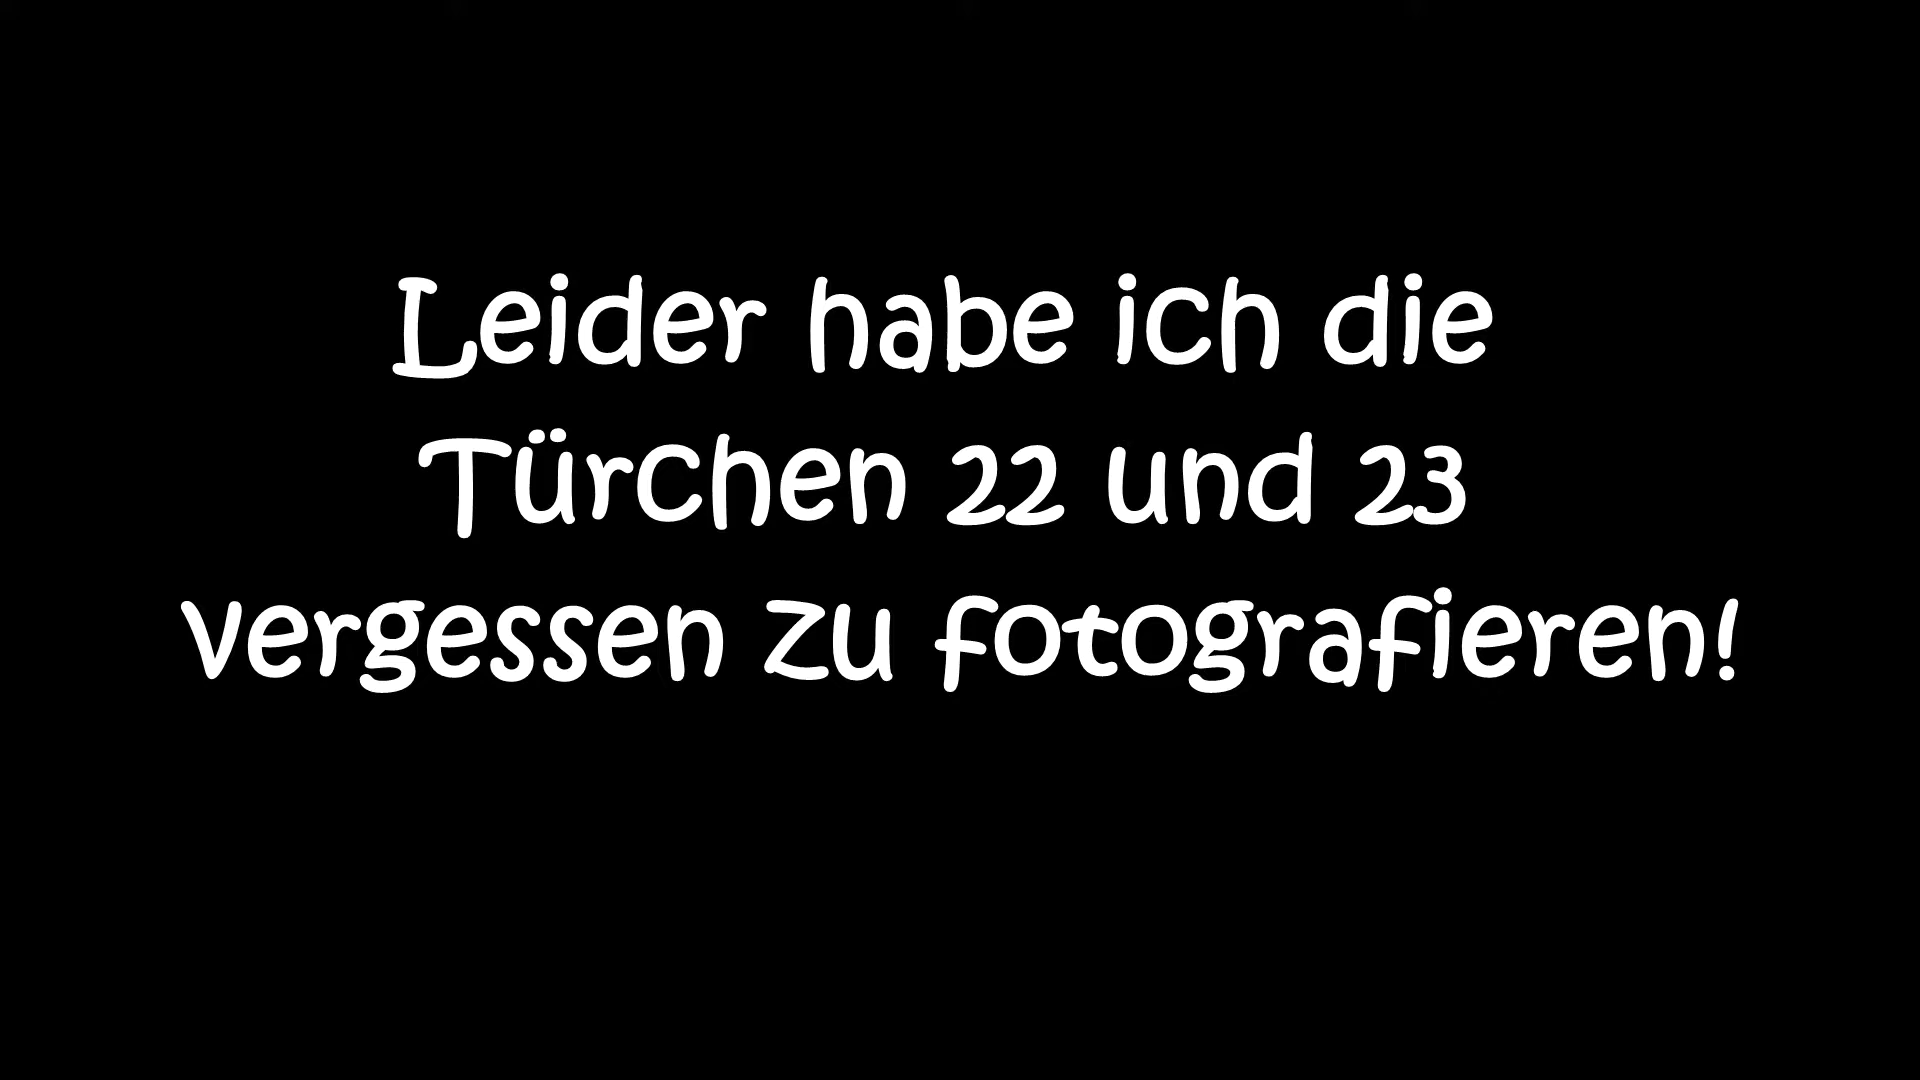 Leider habe ich die
Türchen 22 und 23
vergessen zu fotografieren!